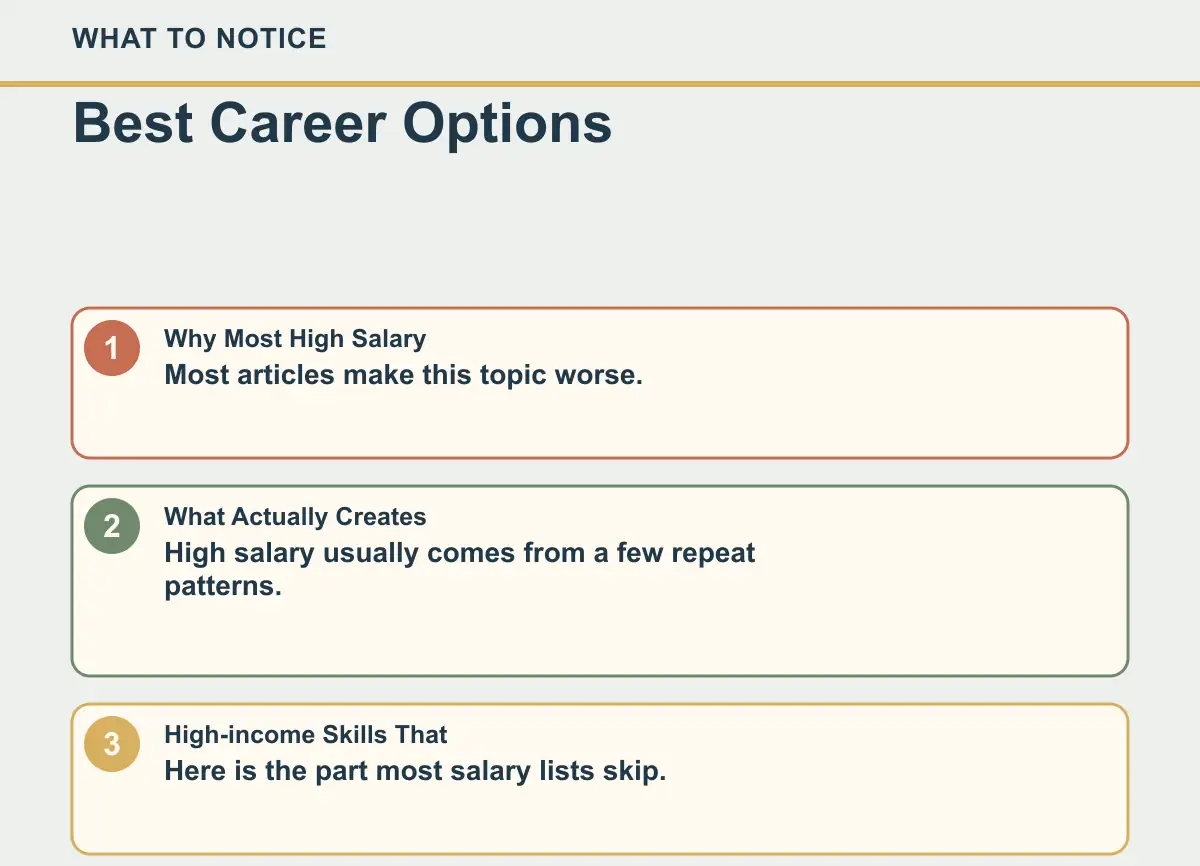 WHAT TO NOTICE
Best Career Options
1
Why Most High Salary
Most articles make this topic worse.
2
What Actually Creates
High salary usually comes from a few repeat
patterns.
3
High-income Skills That
Here is the part most salary lists skip.